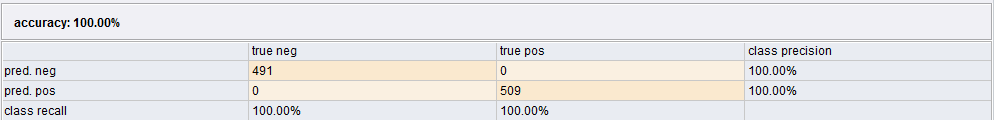 accuracy: 100.00%
true neg true pos class precision
pred. neg 491 0 100.00%
pred. pos 0 509 100.00%
class recall 100.00% 100.00%